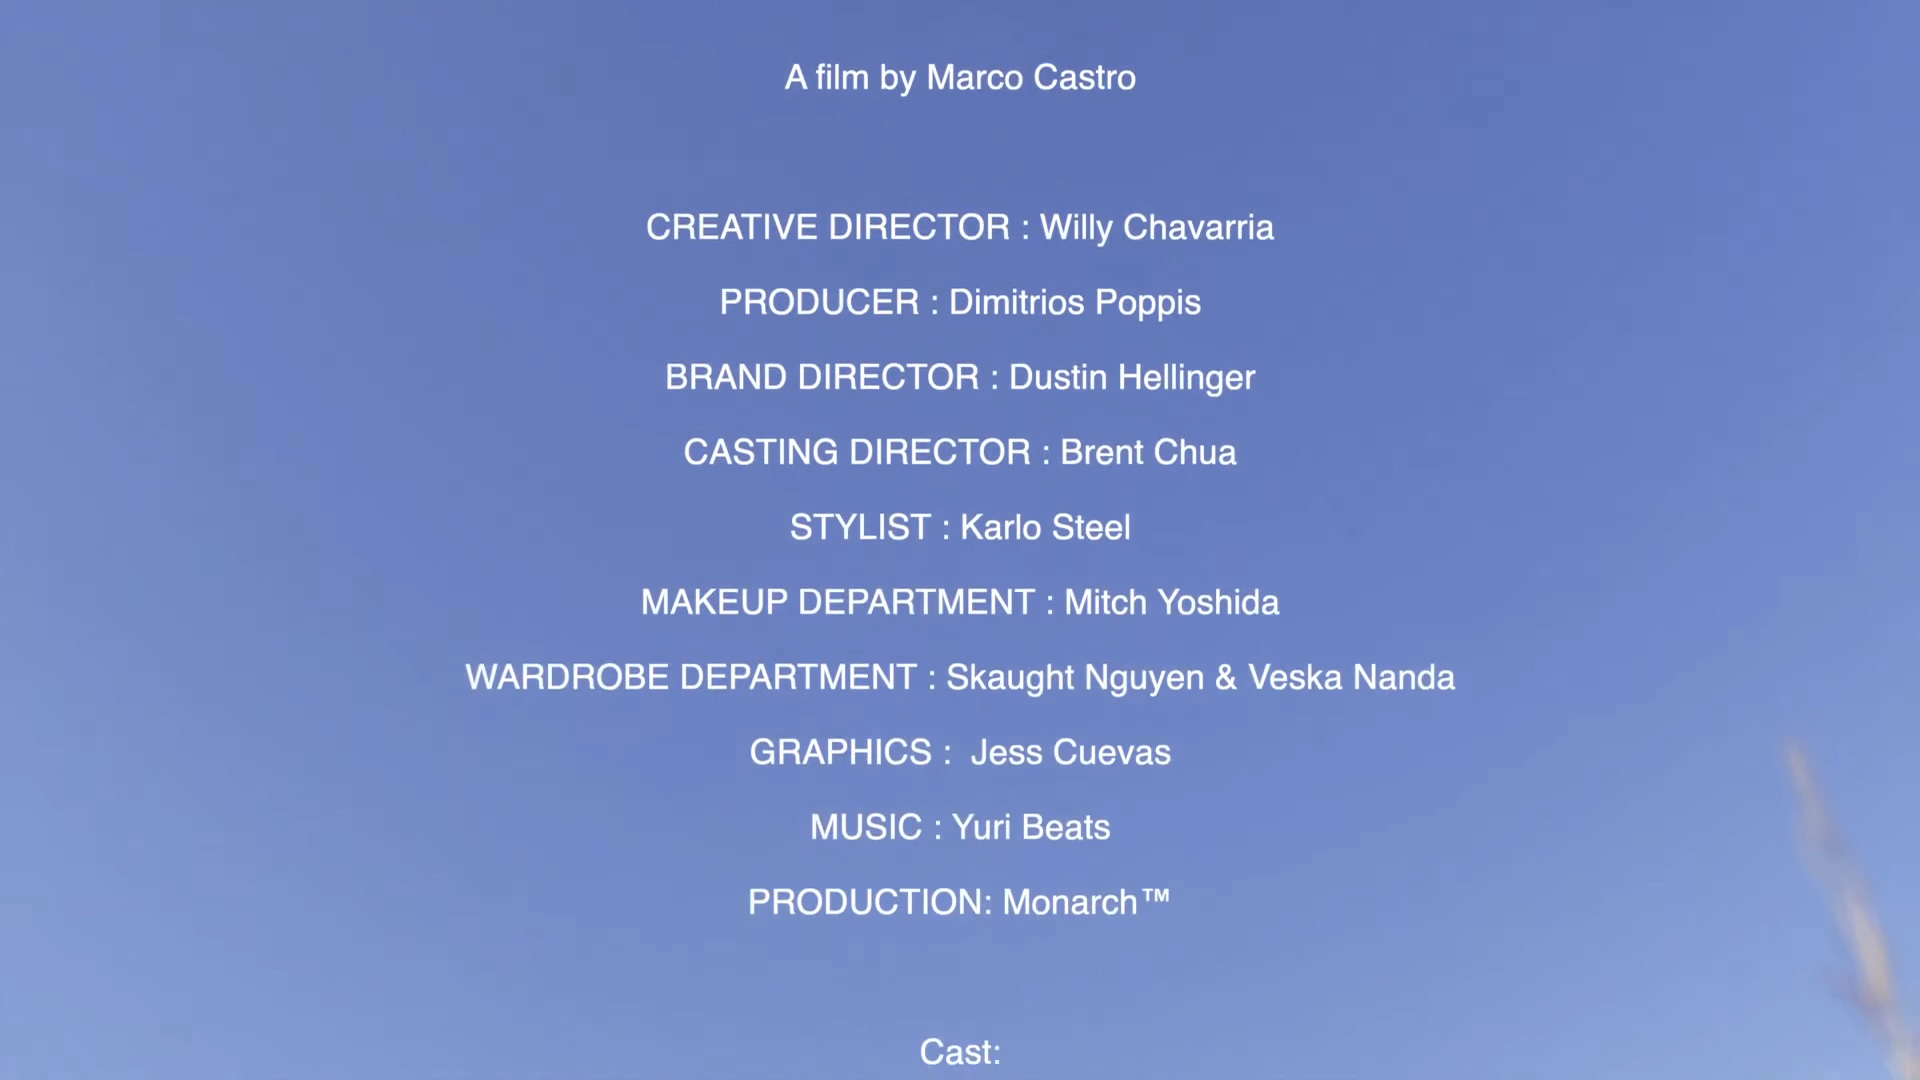 A film by Marco Castro
CREATIVE DIRECTOR : Willy Chavarria
PRODUCER : Dimitrios Poppis
BRAND DIRECTOR : Dustin Hellinger
CASTING DIRECTOR : Brent Chua
STYLIST : Karlo Steel
MAKEUP DEPARTMENT : Mitch Yoshida
WARDROBE DEPARTMENT : Skaught Nguyen & Veska Nanda
GRAPHICS :  Jess Cuevas
MUSIC : Yuri Beats
PRODUCTION: Monarch™
Cast: